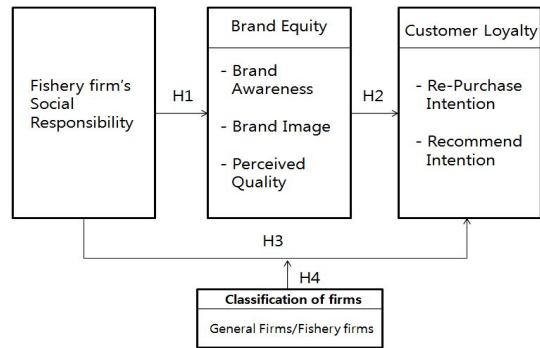 Fishery firm's
Social
Responsibility
H1
Brand Equity
- Brand
Awareness
- Brand Image
- Perceived
Quality
H2
Customer Loyalty
- Re-Purchase
Intention
- Recommend
Intention
H3
H4
Classification of firms
General Firms/Fishery firms